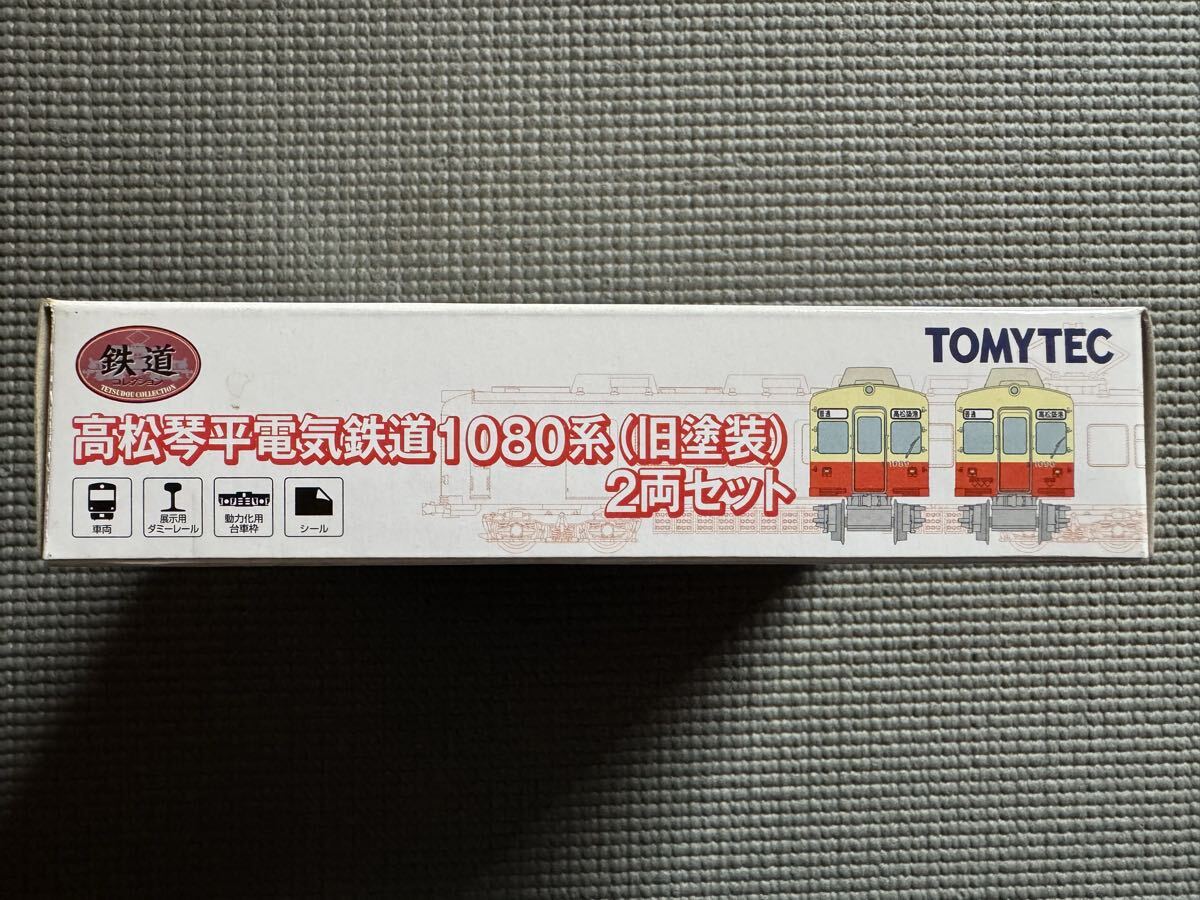 鉄道
コレクション
TETSUDOU COLLECTION
TOMYTEC
高松琴平電気鉄道1080系(旧塗装)
2両セット
車両
展示用
ダミーレール
動力化用
台車枠
シール
普通
高松築港
1089
普通
高松築港
1090